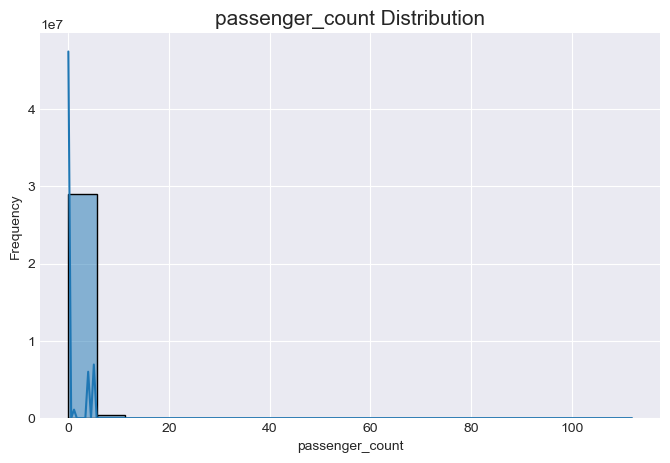 passenger_count Distribution
1e7
4
3
2
1
0
Frequency
0 20 40 60 80 100
passenger_count